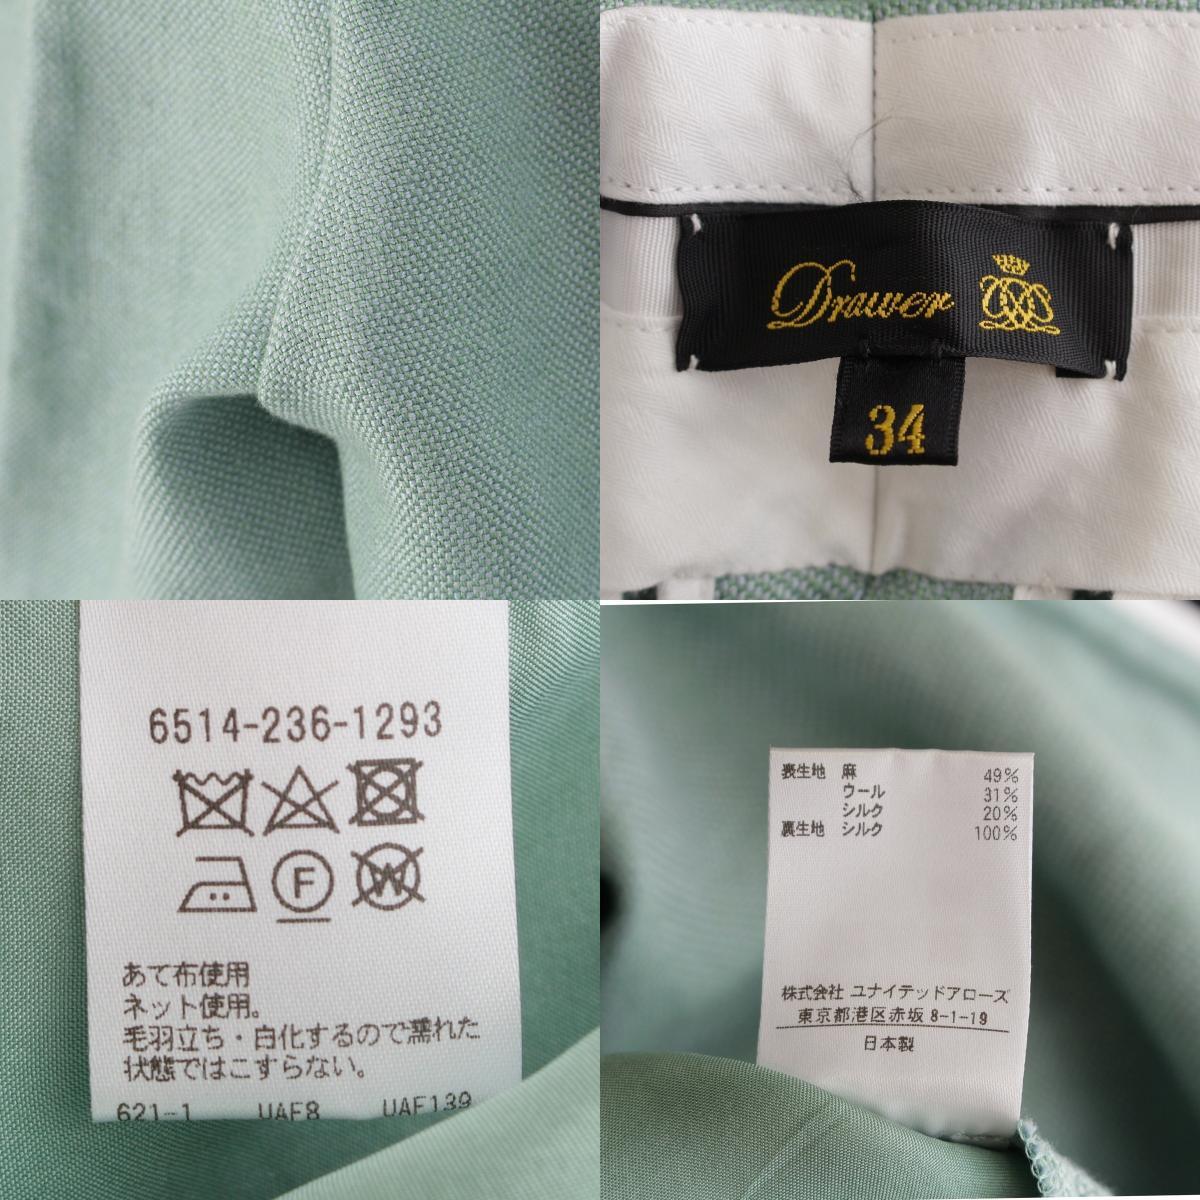 Drawer
34
6514-236-1293
F
W
あて布使用
ネット使用。
毛羽立ち・白化するので濡れた
状態ではこすらない。
621-1 UAF8 UAF139
表生地 麻 49%
ウール 31%
シルク 20%
裏生地 シルク 100%
株式会社 ユナイテッドアローズ
東京都港区赤坂 8-1-19
日本製